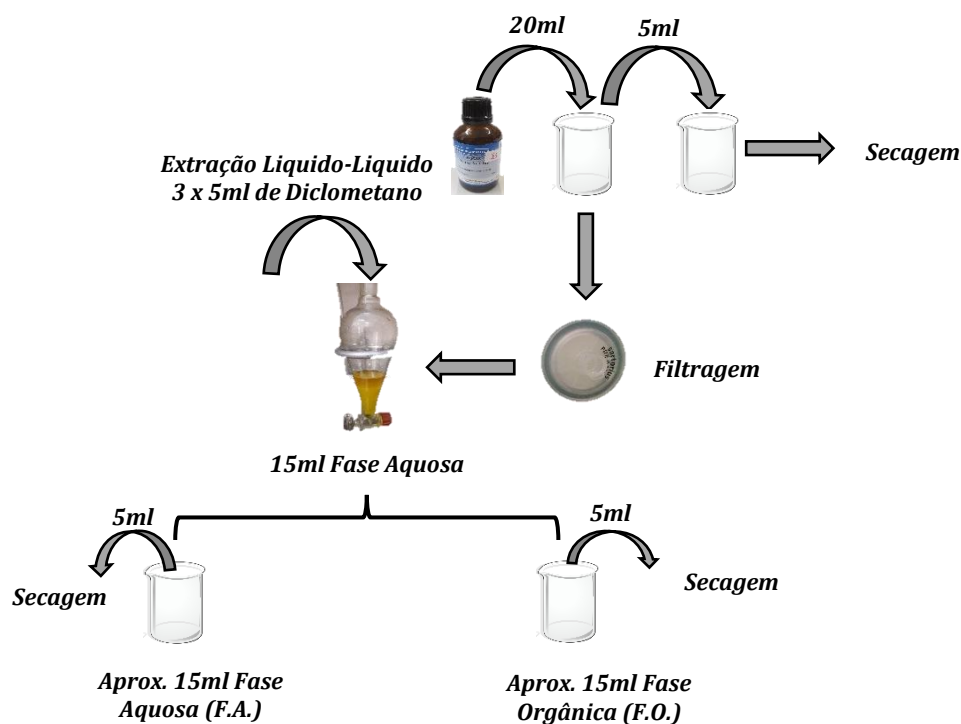 20ml
5ml
Extração Liquido-Liquido
3 x 5ml de Diclometano
Secagem
Filtragem
15ml Fase Aquosa
5ml
5ml
Secagem
Secagem
Aprox. 15ml Fase
Aquosa (F.A.)
Aprox. 15ml Fase
Orgânica (F.O.)